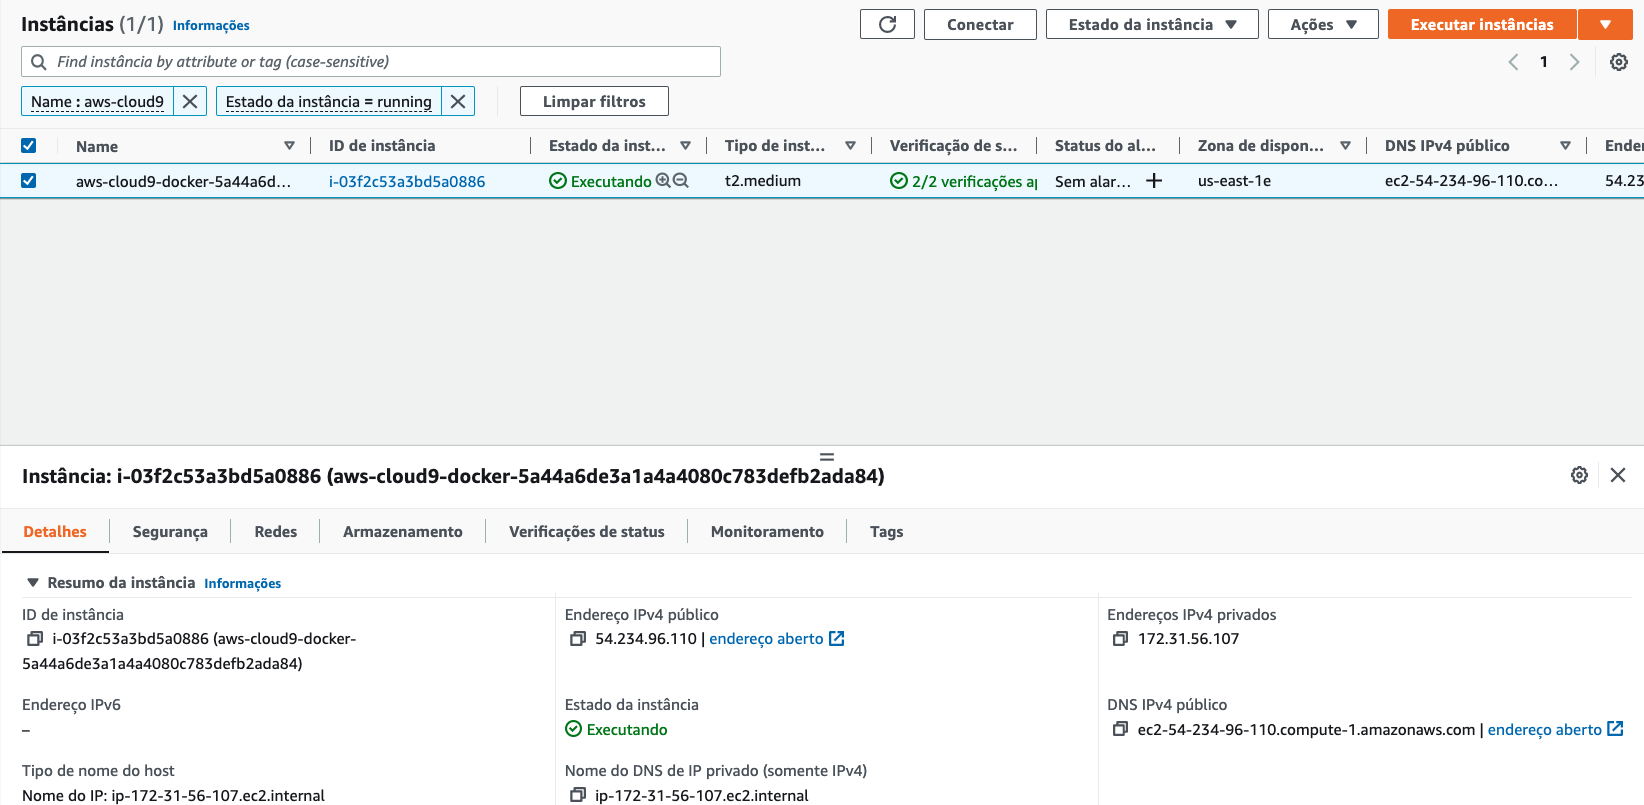 Instâncias (1/1) Informações
Conectar Estado da instância Ações Executar instâncias
Find instância by attribute or tag (case-sensitive)
1
Name : aws-cloud9 Estado da instância = running Limpar filtros
Name ID de instância Estado da inst... Tipo de inst... Verificação de s... Status do al... Zona de dispon... DNS IPv4 público Ender
aws-cloud9-docker-5a44a6d... i-03f2c53a3bd5a0886 Executando t2.medium 2/2 verificações ap Sem alar... us-east-1e ec2-54-234-96-110.co... 54.23
Instância: i-03f2c53a3bd5a0886 (aws-cloud9-docker-5a44a6de3a1a4a4080c783defb2ada84)
Detalhes Segurança Redes Armazenamento Verificações de status Monitoramento Tags
Resumo da instância Informações
ID de instância
i-03f2c53a3bd5a0886 (aws-cloud9-docker-
5a44a6de3a1a4a4080c783defb2ada84)
Endereço IPv4 público
54.234.96.110 | endereço aberto
Endereços IPv4 privados
172.31.56.107
Endereço IPv6
–
Estado da instância
Executando
DNS IPv4 público
ec2-54-234-96-110.compute-1.amazonaws.com | endereço aberto
Tipo de nome do host
Nome do IP: ip-172-31-56-107.ec2.internal
Nome do DNS de IP privado (somente IPv4)
ip-172-31-56-107.ec2.internal